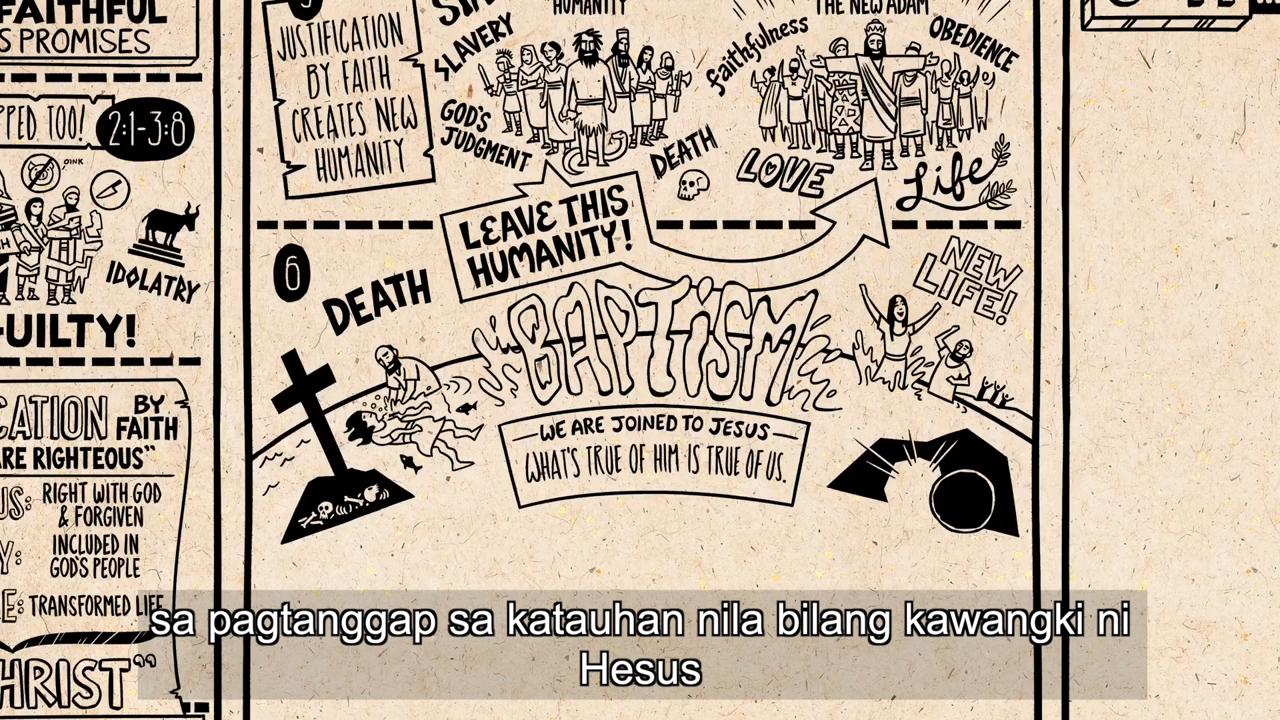 FAITHFUL
S PROMISES
PPED TOO!
2:1-3:8
OINK
IDOLATRY
GUILTY!
CATION BY FAITH
RE RIGHTEOUS"
US: RIGHT WITH GOD
& FORGIVEN
Y: INCLUDED IN
GOD'S PEOPLE
E: TRANSFORMED LIFE
HRIST"
JUSTIFICATION
BY FAITH
CREATES NEW
HUMANITY
SIN
SLAVERY
GOD'S
JUDGMENT
HUMANITY
DEATH
THE NEW ADAM
faithfulness
OBEDIENCE
LOVE
Life
LEAVE THIS
HUMANITY!
6
DEATH
BAPTISM
NEW
LIFE!
WE ARE JOINED TO JESUS
WHAT'S TRUE OF HIM IS TRUE OF US.
sa pagtanggap sa katauhan nila bilang kawangki ni
Hesus